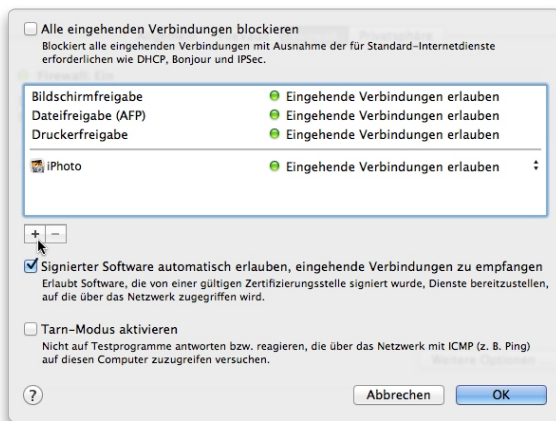 Alle eingehenden Verbindungen blockieren
Blockiert alle eingehenden Verbindungen mit Ausnahme der für Standard-Internetdienste
erforderlichen wie DHCP, Bonjour und IPSec.
Firewall: Ein
Bildschirmfreigabe Eingehende Verbindungen erlauben
Dateifreigabe (AFP) Eingehende Verbindungen erlauben
Druckerfreigabe Eingehende Verbindungen erlauben
iPhoto Eingehende Verbindungen erlauben
+ −
Signierter Software automatisch erlauben, eingehende Verbindungen zu empfangen
Erlaubt Software, die von einer gültigen Zertifizierungsstelle signiert wurde, Dienste bereitzustellen,
auf die über das Netzwerk zugegriffen wird.
Tarn-Modus aktivieren
Nicht auf Testprogramme antworten bzw. reagieren, die über das Netzwerk mit ICMP (z. B. Ping)
auf diesen Computer zuzugreifen versuchen.
Weitere Optionen ...
? Abbrechen OK